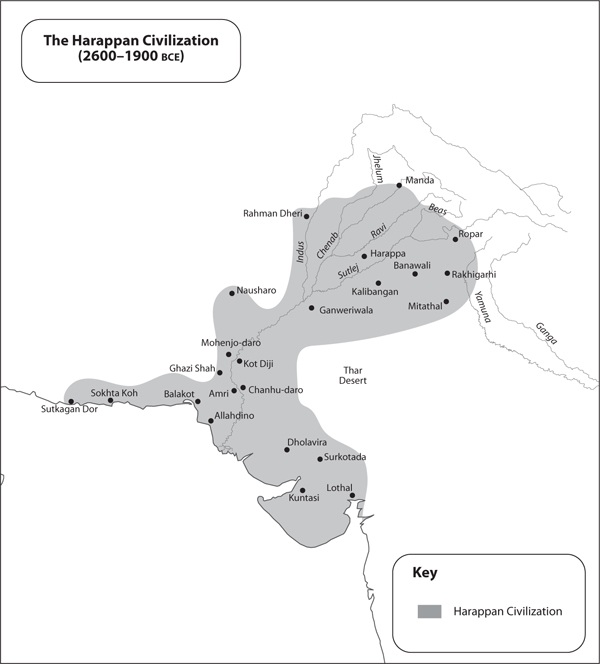 The Harappan Civilization
(2600–1900 BCE)
Jhelum
Manda
Rahman Dheri
Beas
Indus
Chenab
Ravi
Ropar
Harappa
Sutlej
Banawali
Rakhigarhi
Kalibangan
Nausharo
Ganweriwala
Mitathal
Yamuna
Ganga
Mohenjo-daro
Kot Diji
Ghazi Shah
Thar
Desert
Sokhta Koh
Balakot
Amri
Chanhu-daro
Sutkagan Dor
Allahdino
Dholavira
Surkotada
Kuntasi
Lothal
Key
Harappan Civilization